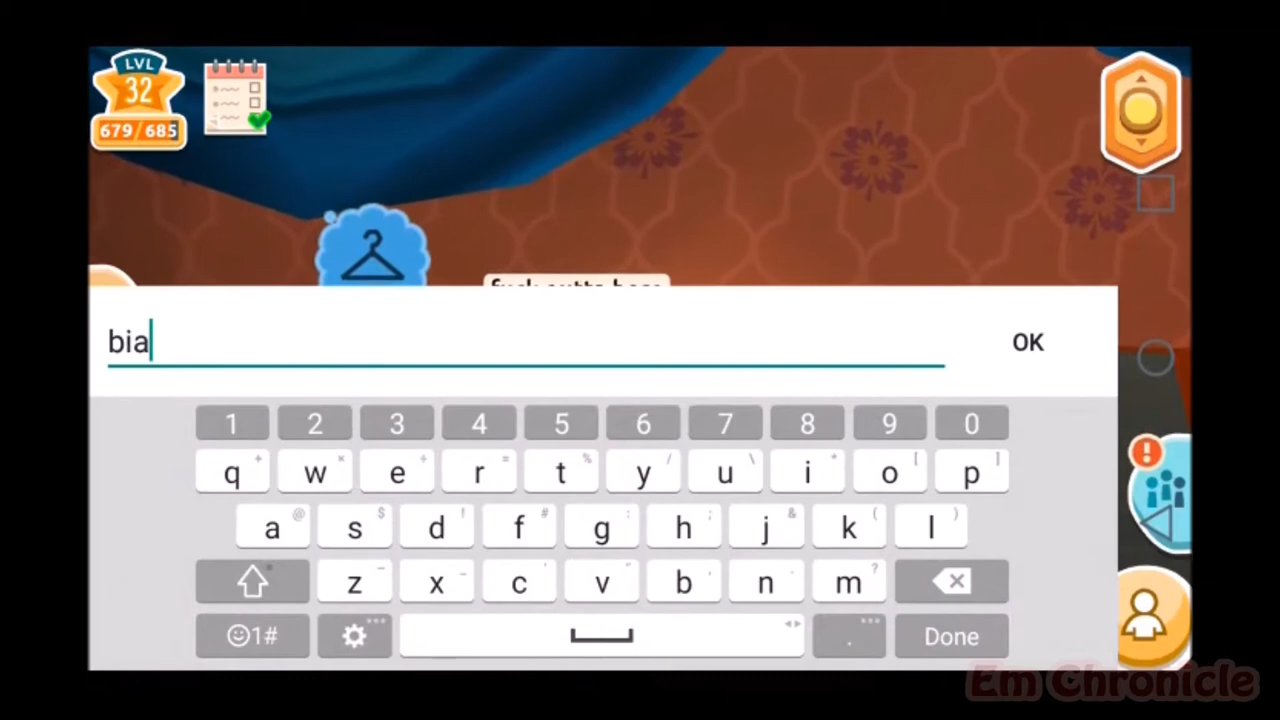 LVL
32
679/685
bia
OK
1 2 3 4 5 6 7 8 9 0
q w e r t y u i o p
a s d f g h j k l
z x c v b n m
1# . Done
Em Chronicle